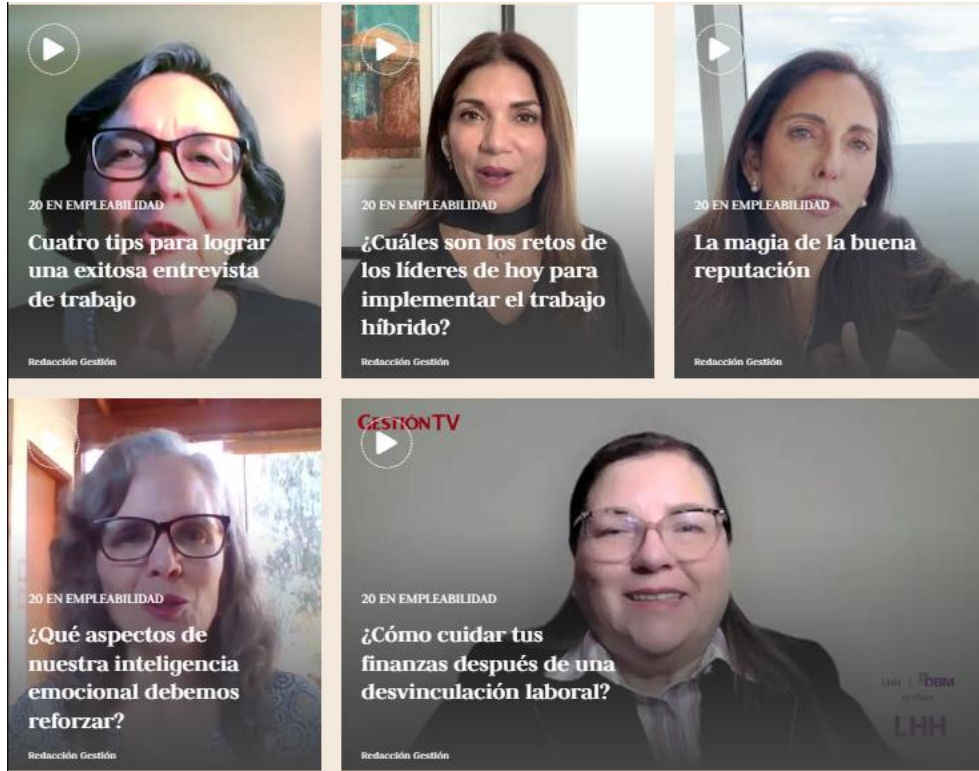 20 EN EMPLEABILIDAD
Cuatro tips para lograr
una exitosa entrevista
de trabajo
Redacción Gestión
20 EN EMPLEABILIDAD
¿Cuáles son los retos de
los líderes de hoy para
implementar el trabajo
híbrido?
Redacción Gestión
20 EN EMPLEABILIDAD
La magia de la buena
reputación
Redacción Gestión
20 EN EMPLEABILIDAD
¿Qué aspectos de
nuestra inteligencia
emocional debemos
reforzar?
Redacción Gestión
GESTIÓN TV
20 EN EMPLEABILIDAD
¿Cómo cuidar tus
finanzas después de una
desvinculación laboral?
Redacción Gestión
LHH | DBM
LHH